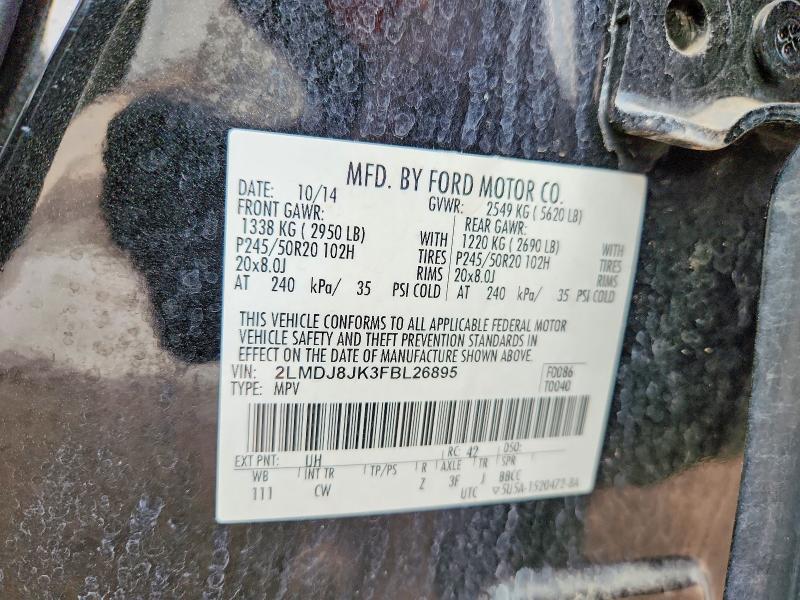 MFD. BY FORD MOTOR CO.
DATE: 10/14 GVWR: 2549 KG ( 5620 LB)
FRONT GAWR: REAR GAWR:
1338 KG ( 2950 LB) WITH 1220 KG ( 2690 LB) WITH
P245/50R20 102H TIRES P245/50R20 102H TIRES
20x8.0J RIMS 20x8.0J RIMS
AT 240 kPa/ 35 PSI COLD AT 240 kPa/ 35 PSI COLD
THIS VEHICLE CONFORMS TO ALL APPLICABLE FEDERAL MOTOR
VEHICLE SAFETY AND THEFT PREVENTION STANDARDS IN
EFFECT ON THE DATE OF MANUFACTURE SHOWN ABOVE.
VIN: 2LMDJ8JK3FBL26895 F0086
TYPE: MPV T0040
EXT PNT: UH RC: 42 DSO:
WB INT TR TP/PS R AXLE TR SPR
111 CW Z 3F J BBCC
UTC ▽5U5A-1520472-BA